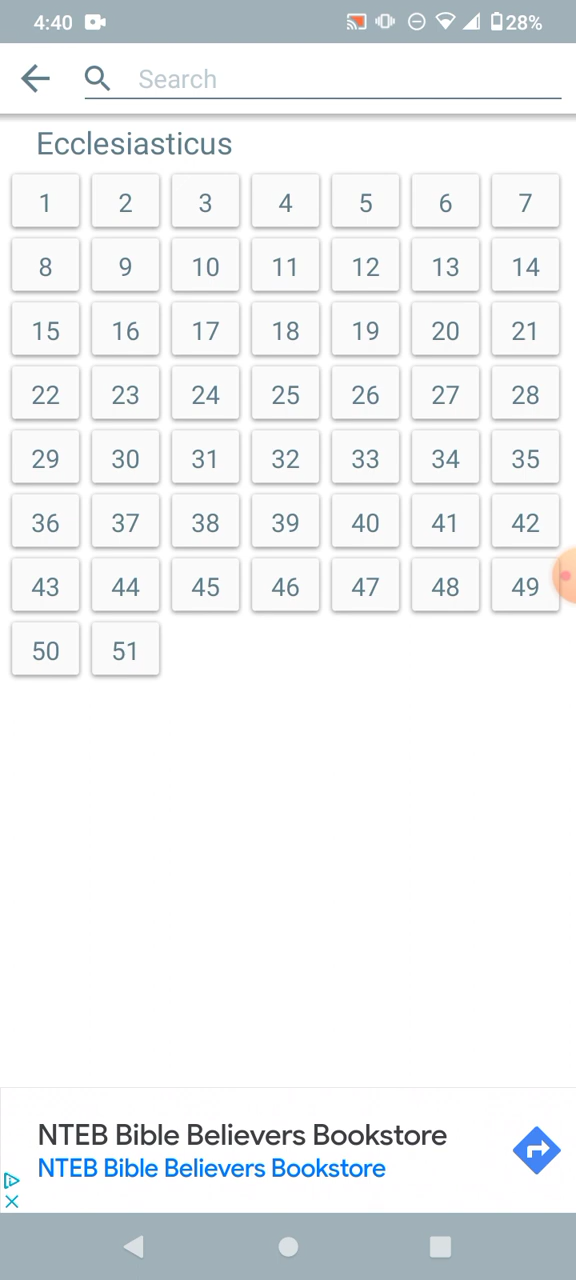 4:40 28%
Search
Ecclesiasticus
1 2 3 4 5 6 7
8 9 10 11 12 13 14
15 16 17 18 19 20 21
22 23 24 25 26 27 28
29 30 31 32 33 34 35
36 37 38 39 40 41 42
43 44 45 46 47 48 49
50 51
NTEB Bible Believers Bookstore
NTEB Bible Believers Bookstore